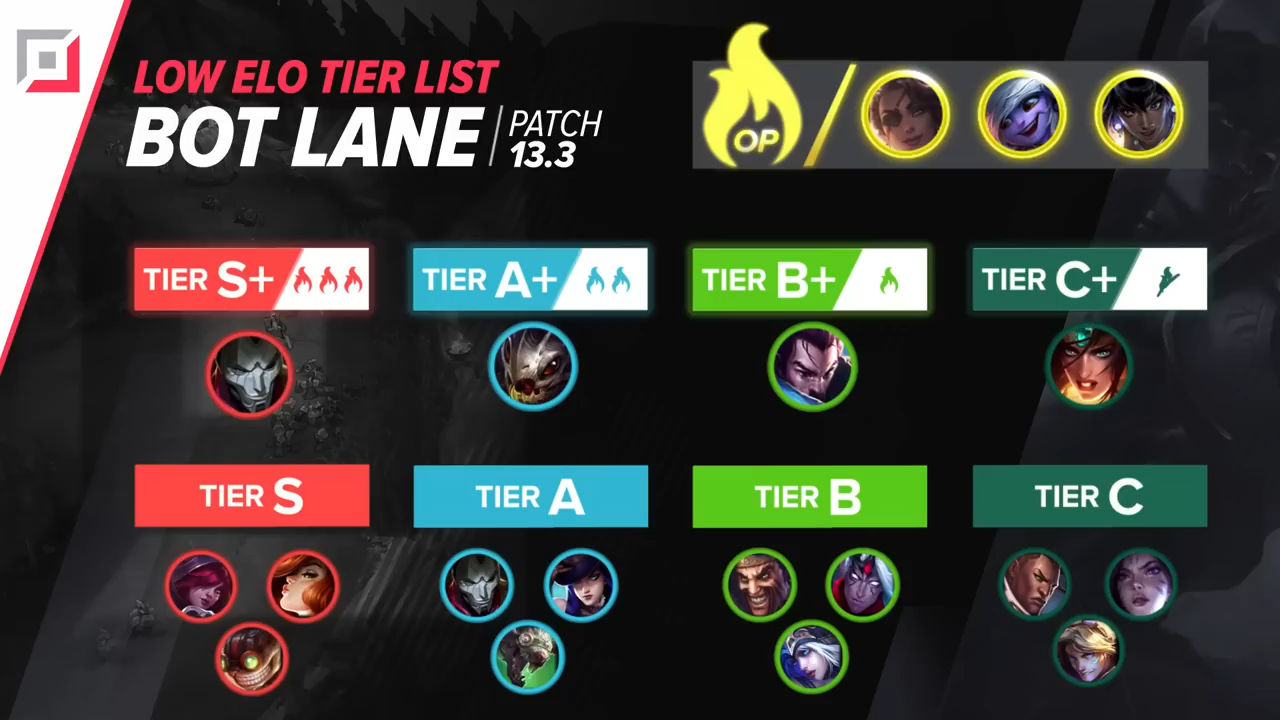 LOW ELO TIER LIST
BOT LANE
PATCH
13.3
OP
TIER S+
TIER A+
TIER B+
TIER C+
TIER S
TIER A
TIER B
TIER C